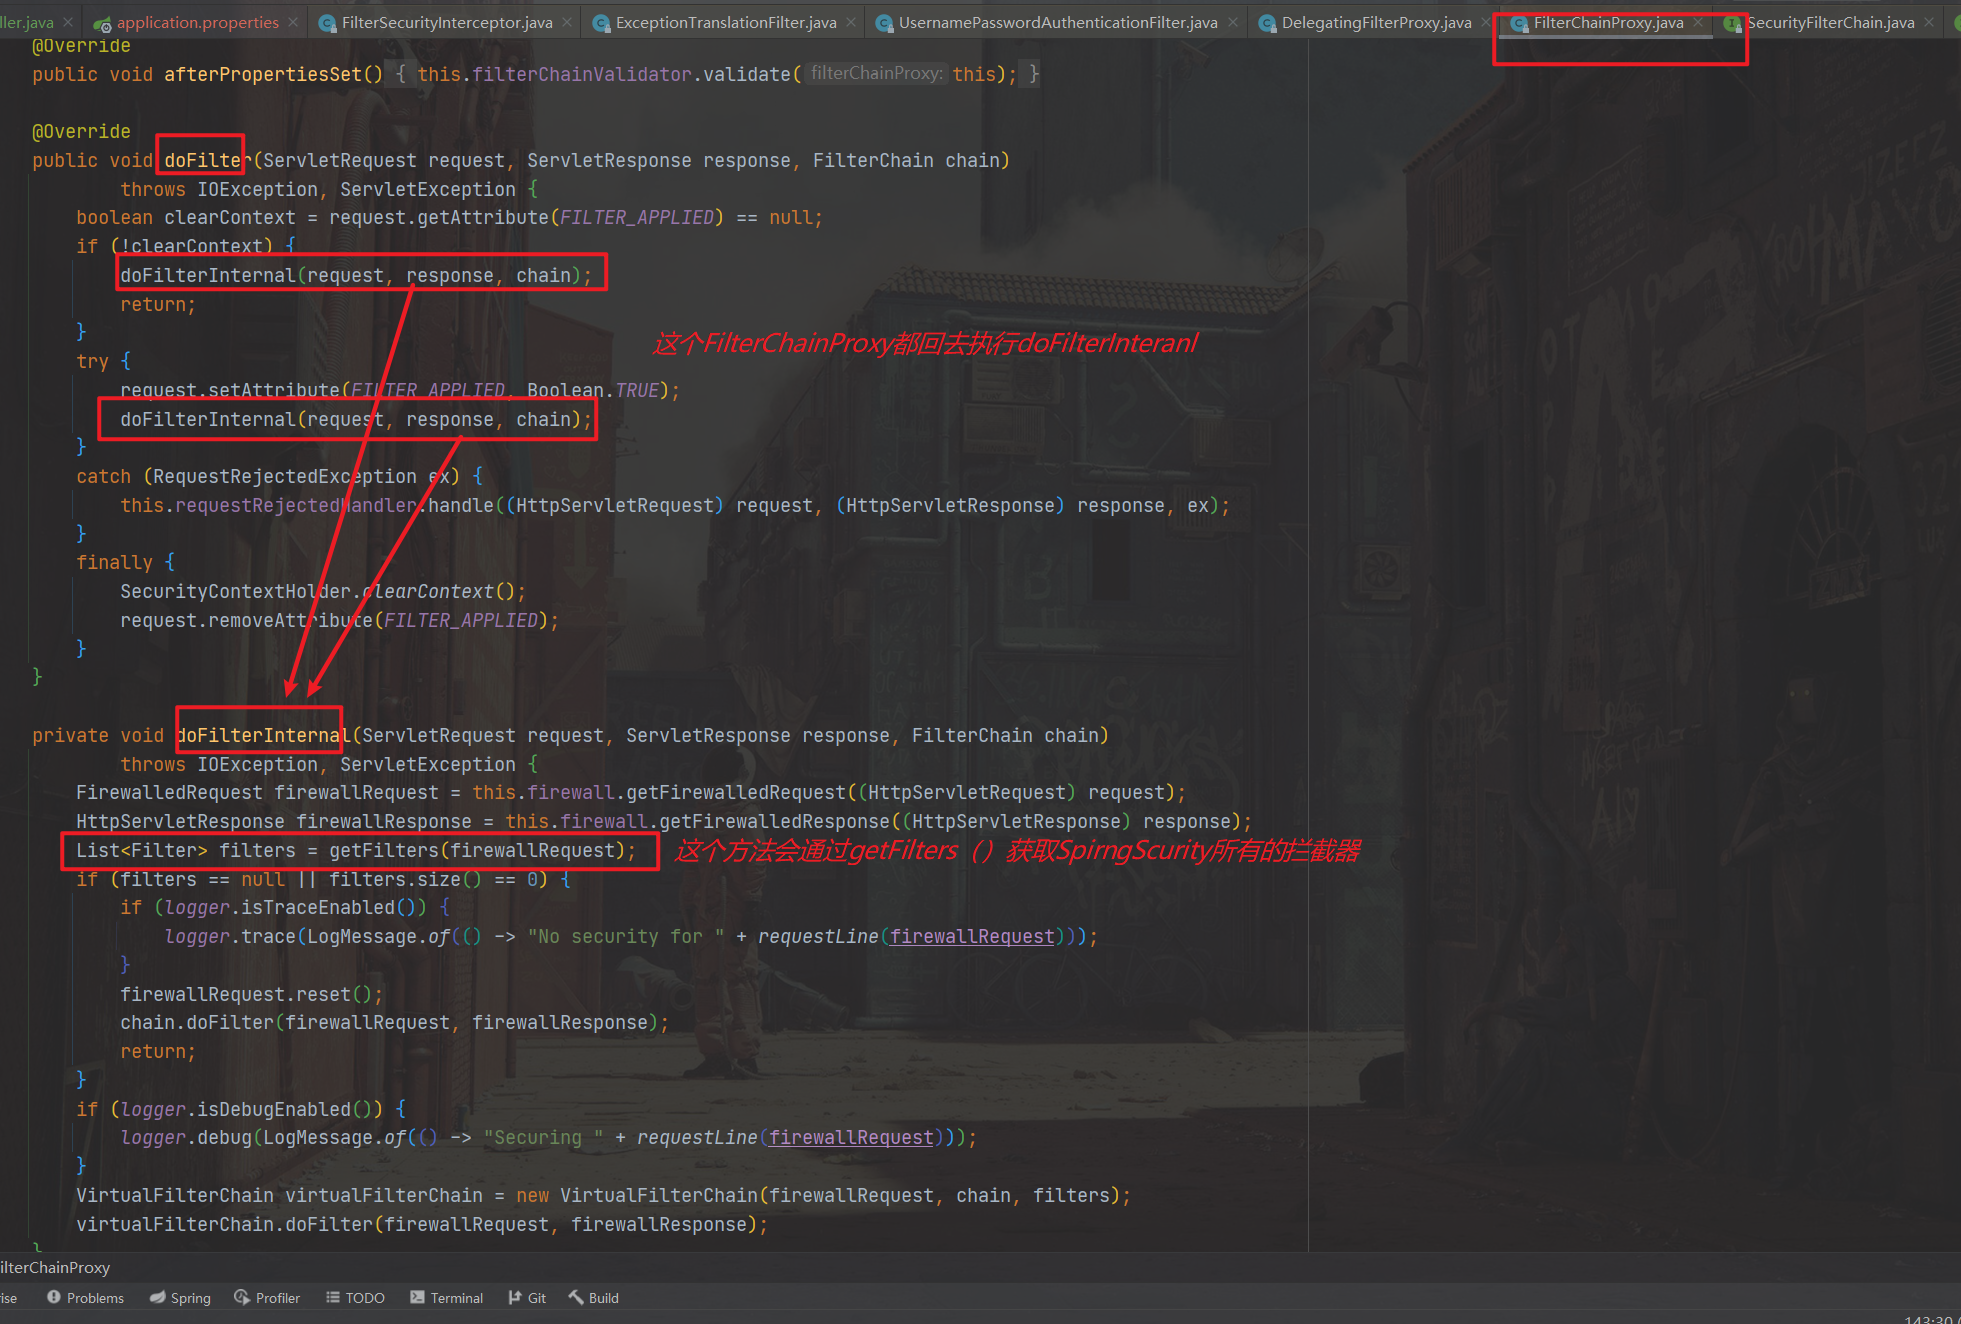 ller.java application.properties FilterSecurityInterceptor.java ExceptionTranslationFilter.java UsernamePasswordAuthenticationFilter.java DelegatingFilterProxy.java FilterChainProxy.java SecurityFilterChain.java
@Override
public void afterPropertiesSet() { this.filterChainValidator.validate( filterChainProxy: this); }
@Override
public void doFilter(ServletRequest request, ServletResponse response, FilterChain chain)
throws IOException, ServletException {
boolean clearContext = request.getAttribute(FILTER_APPLIED) == null;
if (!clearContext) {
doFilterInternal(request, response, chain);
return;
}
这个FilterChainProxy都回去执行doFilterInteranl
try {
request.setAttribute(FILTER_APPLIED, Boolean.TRUE);
doFilterInternal(request, response, chain);
}
catch (RequestRejectedException ex) {
this.requestRejectedHandler.handle((HttpServletRequest) request, (HttpServletResponse) response, ex);
}
finally {
SecurityContextHolder.clearContext();
request.removeAttribute(FILTER_APPLIED);
}
}
private void doFilterInternal(ServletRequest request, ServletResponse response, FilterChain chain)
throws IOException, ServletException {
FirewalledRequest firewallRequest = this.firewall.getFirewalledRequest((HttpServletRequest) request);
HttpServletResponse firewallResponse = this.firewall.getFirewalledResponse((HttpServletResponse) response);
List<Filter> filters = getFilters(firewallRequest); 这个方法会通过getFilters（）获取SpirngScurity所有的拦截器
if (filters == null || filters.size() == 0) {
if (logger.isTraceEnabled()) {
logger.trace(LogMessage.of(() -> "No security for " + requestLine(firewallRequest)));
}
firewallRequest.reset();
chain.doFilter(firewallRequest, firewallResponse);
return;
}
if (logger.isDebugEnabled()) {
logger.debug(LogMessage.of(() -> "Securing " + requestLine(firewallRequest)));
}
VirtualFilterChain virtualFilterChain = new VirtualFilterChain(firewallRequest, chain, filters);
virtualFilterChain.doFilter(firewallRequest, firewallResponse);
}
ilterChainProxy
ise Problems Spring Profiler TODO Terminal Git Build